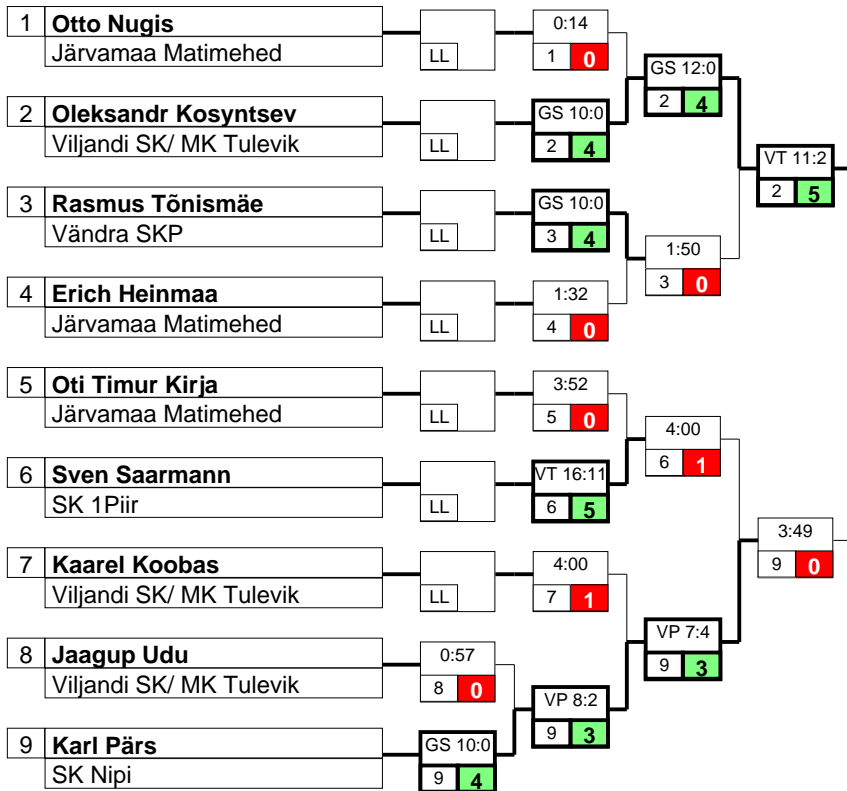 1 Otto Nugis
Järvamaa Matimehed
LL
0:14
1 0
GS 12:0
2 4
2 Oleksandr Kosyntsev
Viljandi SK/ MK Tulevik
LL
GS 10:0
2 4
VT 11:2
2 5
3 Rasmus Tõnismäe
Vändra SKP
LL
GS 10:0
3 4
1:50
3 0
4 Erich Heinmaa
Järvamaa Matimehed
LL
1:32
4 0
5 Oti Timur Kirja
Järvamaa Matimehed
LL
3:52
5 0
4:00
6 1
6 Sven Saarmann
SK 1Piir
LL
VT 16:11
6 5
3:49
9 0
7 Kaarel Koobas
Viljandi SK/ MK Tulevik
LL
4:00
7 1
VP 7:4
9 3
8 Jaagup Udu
Viljandi SK/ MK Tulevik
0:57
8 0
VP 8:2
9 3
9 Karl Pärs
SK Nipi
GS 10:0
9 4